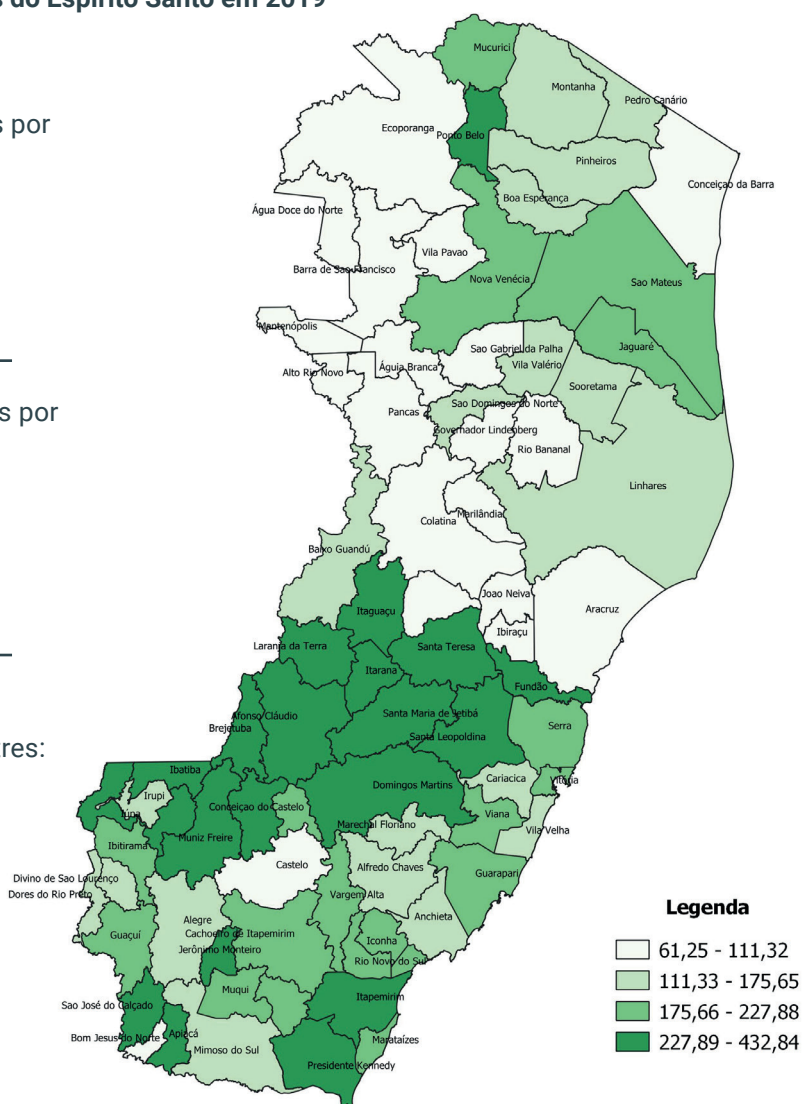 s do Espírito Santo em 2019
s por
s por
tres:
Mucurici
Montanha
Pedro Canário
Ecoporanga
Ponto Belo
Pinheiros
Conceiçao da Barra
Boa Esperança
Água Doce do Norte
Vila Pavao
Barra de Sao Francisco
Nova Venécia
Sao Mateus
Mantenópolis
Sao Gabriel da Palha
Jaguaré
Águia Branca
Vila Valério
Alto Rio Novo
Sooretama
Pancas
Sao Domingos do Norte
Governador Lindenberg
Rio Bananal
Linhares
Marilândia
Colatina
Baixo Guandú
Joao Neiva
Aracruz
Itaguaçu
Ibiraçu
Laranja da Terra
Santa Teresa
Itarana
Fundão
Afonso Cláudio
Santa Maria de Jetibá
Brejetuba
Serra
Santa Leopoldina
Ibatiba
Cariacica
Vitória
Domingos Martins
Irupi
Conceiçao do Castelo
Iúna
Viana
Marechal Floriano
Vila Velha
Muniz Freire
Ibitirama
Castelo
Alfredo Chaves
Guarapari
Divino de Sao Lourenço
Dores do Rio Preto
Vargem Alta
Anchieta
Alegre
Cachoeiro de Itapemirim
Guaçuí
Iconha
Jerônimo Monteiro
Rio Novo do Sul
Muqui
Itapemirim
Sao José do Calçado
Apiacá
Bom Jesus do Norte
Marataízes
Mimoso do Sul
Presidente Kennedy
Legenda
61,25 - 111,32
111,33 - 175,65
175,66 - 227,88
227,89 - 432,84